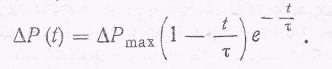 ΔP (t) = ΔP_max (1 − t/τ) e^(−t/τ) .